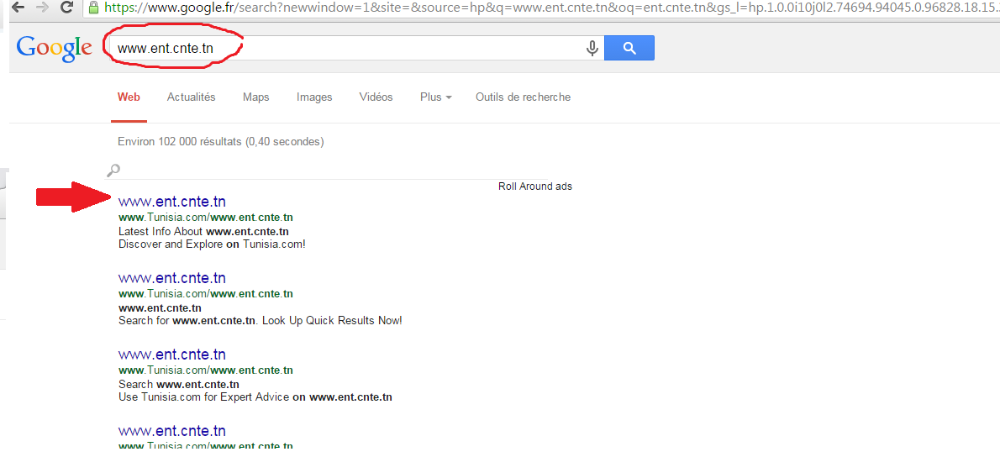 https://www.google.fr/search?newwindow=1&site=&source=hp&q=www.ent.cnte.tn&oq=ent.cnte.tn&gs_l=hp.1.0.0i10j0l2.74694.94045.0.96828.18.15.
Google www.ent.cnte.tn
Web Actualités Maps Images Vidéos Plus Outils de recherche
Environ 102 000 résultats (0,40 secondes)
Roll Around ads
www.ent.cnte.tn
www.Tunisia.com/www.ent.cnte.tn
Latest Info About www.ent.cnte.tn
Discover and Explore on Tunisia.com!
www.ent.cnte.tn
www.Tunisia.com/www.ent.cnte.tn
www.ent.cnte.tn
Search for www.ent.cnte.tn. Look Up Quick Results Now!
www.ent.cnte.tn
www.Tunisia.com/www.ent.cnte.tn
Search www.ent.cnte.tn
Use Tunisia.com for Expert Advice on www.ent.cnte.tn
www.ent.cnte.tn
www.Tunisia.com/www.ent.cnte.tn